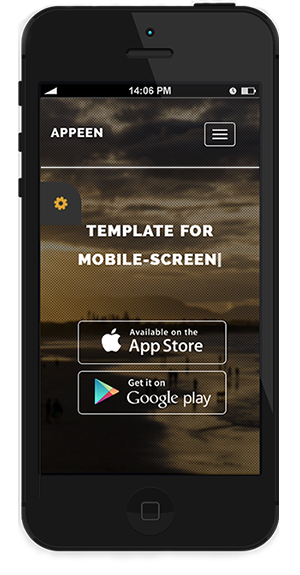 14:06 PM
APPEEN
TEMPLATE FOR
MOBILE-SCREEN|
Available on the
App Store
Get it on
Google play